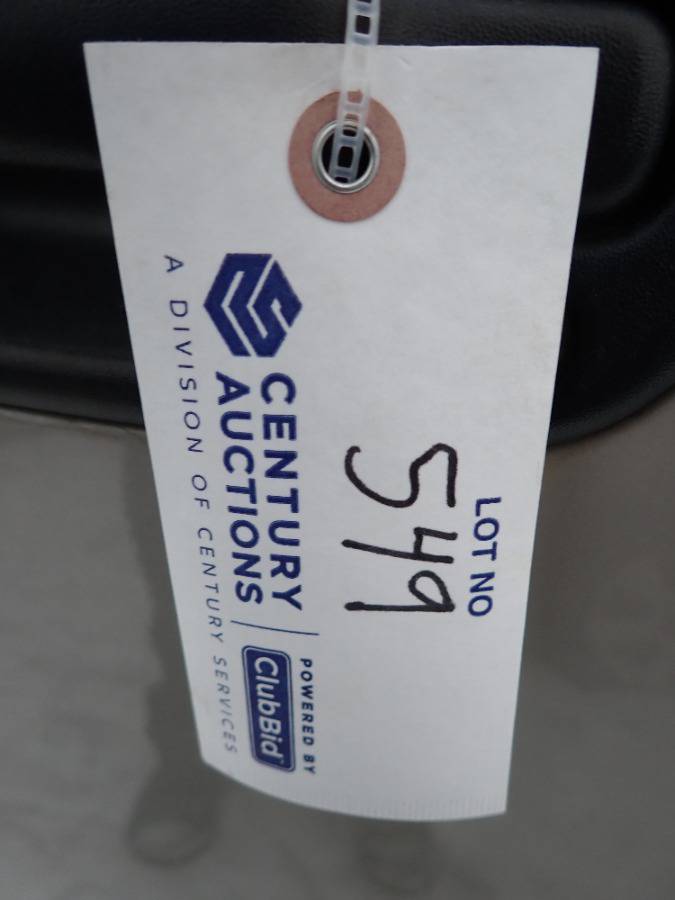 LOT NO
549
CENTURY
AUCTIONS
POWERED BY
ClubBid
A DIVISION OF CENTURY SERVICES